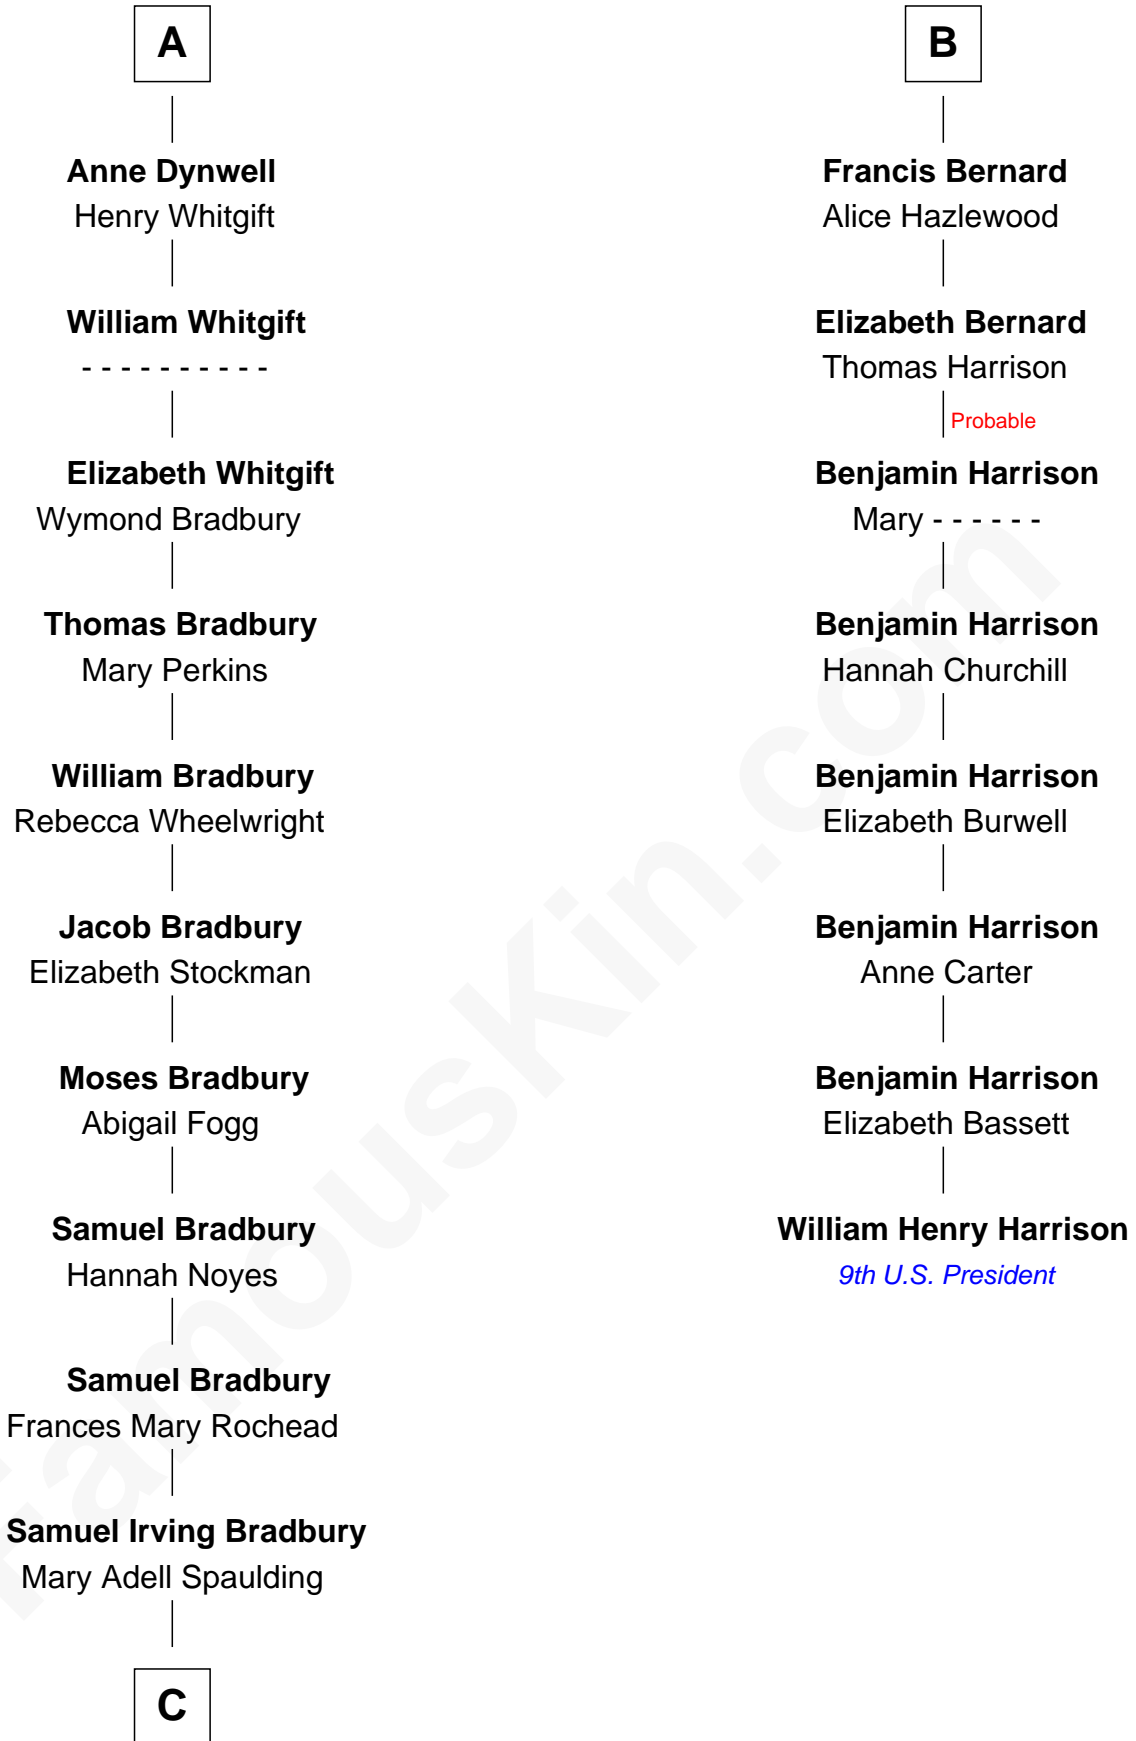 A
Anne Dynwell
Henry Whitgift
William Whitgift
- - - - - - - - - -
Elizabeth Whitgift
Wymond Bradbury
Thomas Bradbury
Mary Perkins
William Bradbury
Rebecca Wheelwright
Jacob Bradbury
Elizabeth Stockman
Moses Bradbury
Abigail Fogg
Samuel Bradbury
Hannah Noyes
Samuel Bradbury
Frances Mary Rochead
Samuel Irving Bradbury
Mary Adell Spaulding
C
B
Francis Bernard
Alice Hazlewood
Elizabeth Bernard
Thomas Harrison
Probable
Benjamin Harrison
Mary - - - - - -
Benjamin Harrison
Hannah Churchill
Benjamin Harrison
Elizabeth Burwell
Benjamin Harrison
Anne Carter
Benjamin Harrison
Elizabeth Bassett
William Henry Harrison
9th U.S. President
FamousKin.com